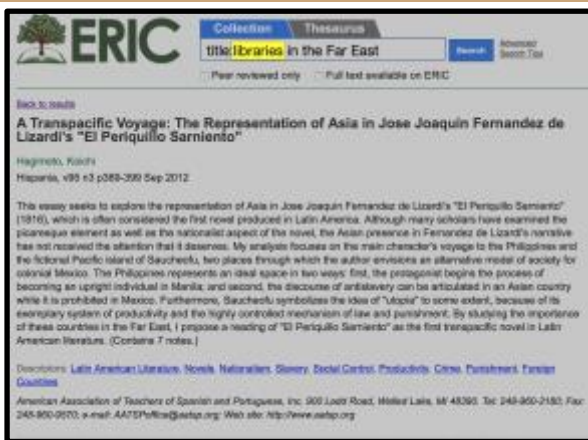 ERIC
Collection Thesaurus
title:libraries in the Far East
Search
Advanced
Search Tips
Peer reviewed only Full text available on ERIC
Back to results
A Transpacific Voyage: The Representation of Asia in Jose Joaquin Fernandez de
Lizardi's "El Periquillo Sarniento"
Hagimoto, Koichi
Hispania, v95 n3 p389-399 Sep 2012
This essay seeks to explore the representation of Asia in Jose Joaquin Fernandez de Lizardi's "El Periquillo Sarniento"
(1816), which is often considered the first novel produced in Latin America. Although many scholars have examined the
picaresque element as well as the nationalist aspect of the novel, the Asian presence in Fernandez de Lizardi's narrative
has not received the attention that it deserves. My analysis focuses on the main character's voyage to the Philippines and
the fictional Pacific island of Saucheofu, two places through which the author envisions an alternative model of society for
colonial Mexico. The Philippines represents an ideal space in two ways: first, the protagonist begins the process of
becoming an upright individual in Manila; and second, the discourse of antislavery can be articulated in an Asian country
while it is prohibited in Mexico. Furthermore, Saucheofu symbolizes the idea of "utopia" to some extent, because of its
exemplary system of productivity and the highly controlled mechanism of law and punishment. By studying the importance
of these countries in the Far East, I propose a reading of "El Periquillo Sarniento" as the first transpacific novel in Latin
American literature. (Contains 7 notes.)
Descriptors: Latin American Literature, Novels, Nationalism, Slavery, Social Control, Productivity, Crime, Punishment, Foreign
Countries
American Association of Teachers of Spanish and Portuguese, Inc. 900 Ladd Road, Walled Lake, MI 48390. Tel: 248-960-2180; Fax:
248-960-9570; e-mail: AATSPoffice@aatsp.org; Web site: http://www.aatsp.org